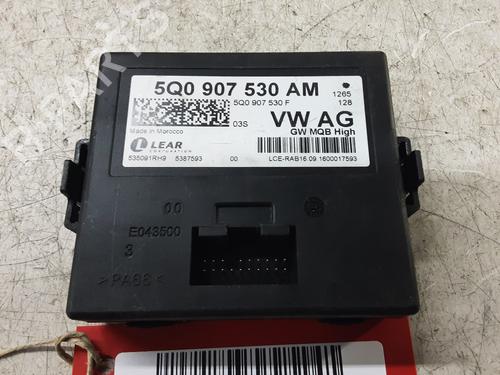 5Q0 907 530 AM
1265
5Q0 907 530 F
128
03S
VW AG
GW MQB High
Made in Morocco
LEAR
CORPORATION
535091RH9 5387593 00 LCE-RAB16.09.1600017593
00
E043500
3
>PA66<